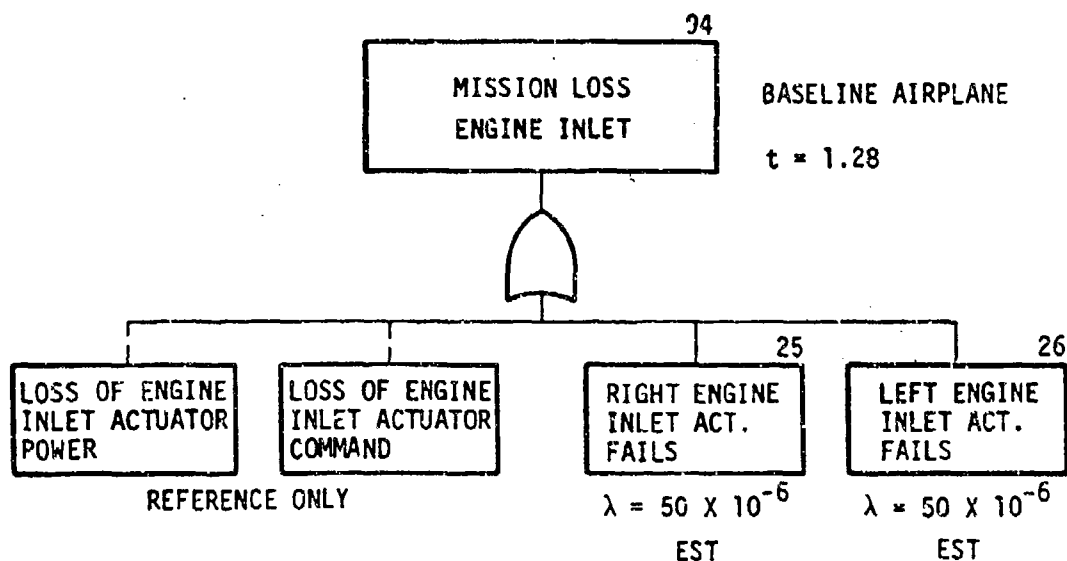 94
MISSION LOSS
ENGINE INLET
BASELINE AIRPLANE
t = 1.28
LOSS OF ENGINE
INLET ACTUATOR
POWER
LOSS OF ENGINE
INLET ACTUATOR
COMMAND
REFERENCE ONLY
25
RIGHT ENGINE
INLET ACT.
FAILS
λ = 50 X 10⁻⁶
EST
26
LEFT ENGINE
INLET ACT.
FAILS
λ = 50 X 10⁻⁶
EST